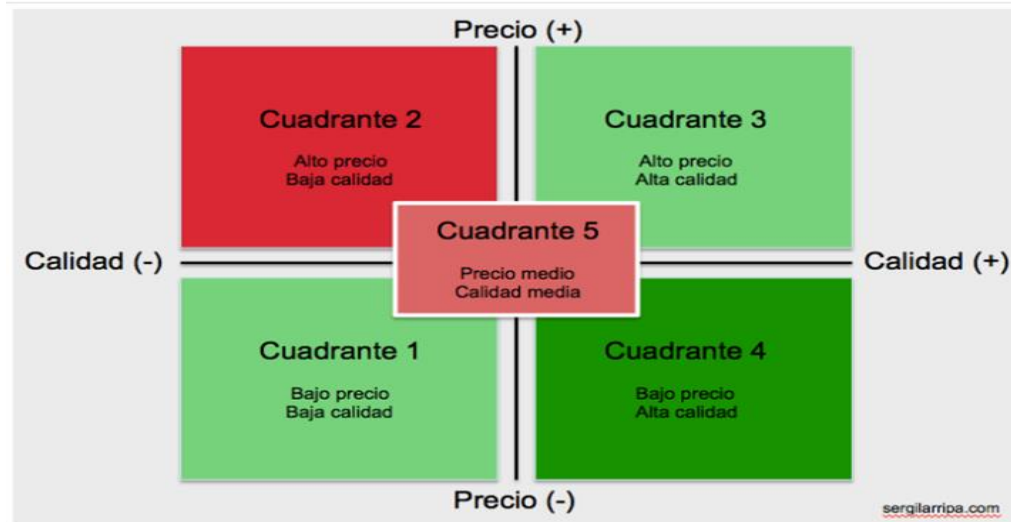 Precio (+)
Cuadrante 2
Alto precio
Baja calidad
Cuadrante 3
Alto precio
Alta calidad
Calidad (-)
Cuadrante 5
Precio medio
Calidad media
Calidad (+)
Cuadrante 1
Bajo precio
Baja calidad
Cuadrante 4
Bajo precio
Alta calidad
Precio (-)
sergilarripa.com